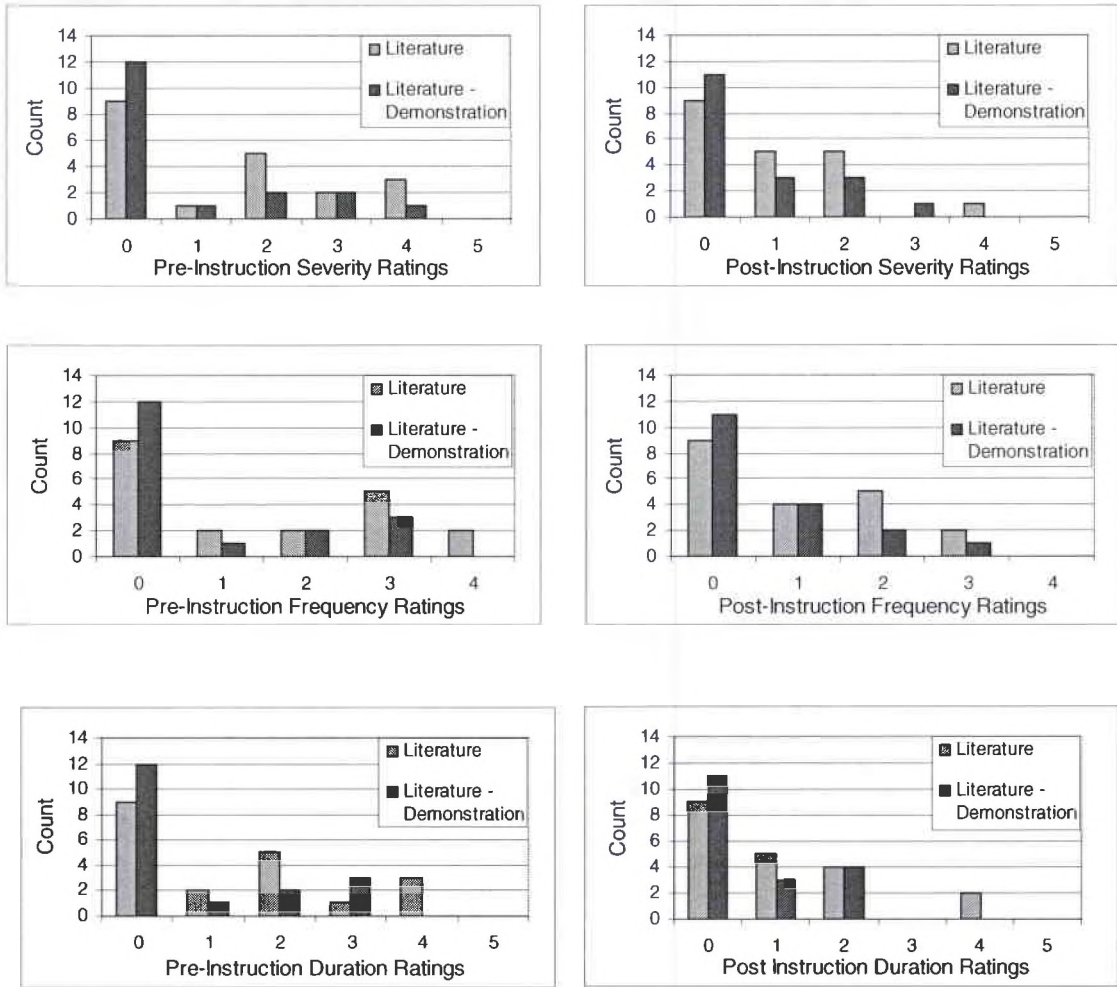 14
12
10
8
6
4
2
0
Count
Literature
Literature -
Demonstration
0 1 2 3 4 5
Pre-Instruction Severity Ratings
14
12
10
8
6
4
2
0
Count
Literature
Literature -
Demonstration
0 1 2 3 4 5
Post-Instruction Severity Ratings
14
12
10
8
6
4
2
0
Count
Literature
Literature -
Demonstration
0 1 2 3 4
Pre-Instruction Frequency Ratings
14
12
10
8
6
4
2
0
Count
Literature
Literature -
Demonstration
0 1 2 3 4
Post-Instruction Frequency Ratings
14
12
10
8
6
4
2
0
Count
Literature
Literature -
Demonstration
0 1 2 3 4 5
Pre-Instruction Duration Ratings
14
12
10
8
6
4
2
0
Count
Literature
Literature -
Demonstration
0 1 2 3 4 5
Post Instruction Duration Ratings